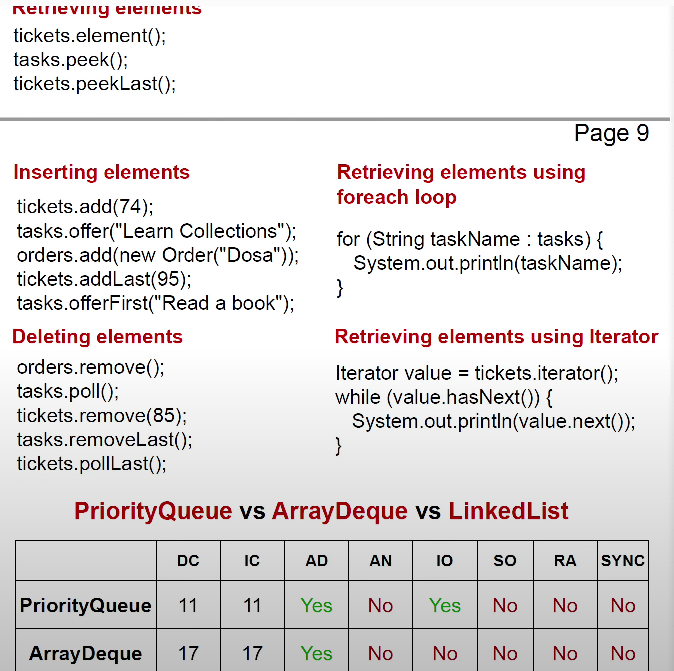 Retrieving elements
tickets.element();
tasks.peek();
tickets.peekLast();
Page 9
Inserting elements
tickets.add(74);
tasks.offer("Learn Collections");
orders.add(new Order("Dosa"));
tickets.addLast(95);
tasks.offerFirst("Read a book");
Retrieving elements using
foreach loop
for (String taskName : tasks) {
System.out.println(taskName);
}
Deleting elements
orders.remove();
tasks.poll();
tickets.remove(85);
tasks.removeLast();
tickets.pollLast();
Retrieving elements using Iterator
Iterator value = tickets.iterator();
while (value.hasNext()) {
System.out.println(value.next());
}
PriorityQueue vs ArrayDeque vs LinkedList
DC IC AD AN IO SO RA SYNC
PriorityQueue 11 11 Yes No Yes No No No
ArrayDeque 17 17 Yes No No No No No